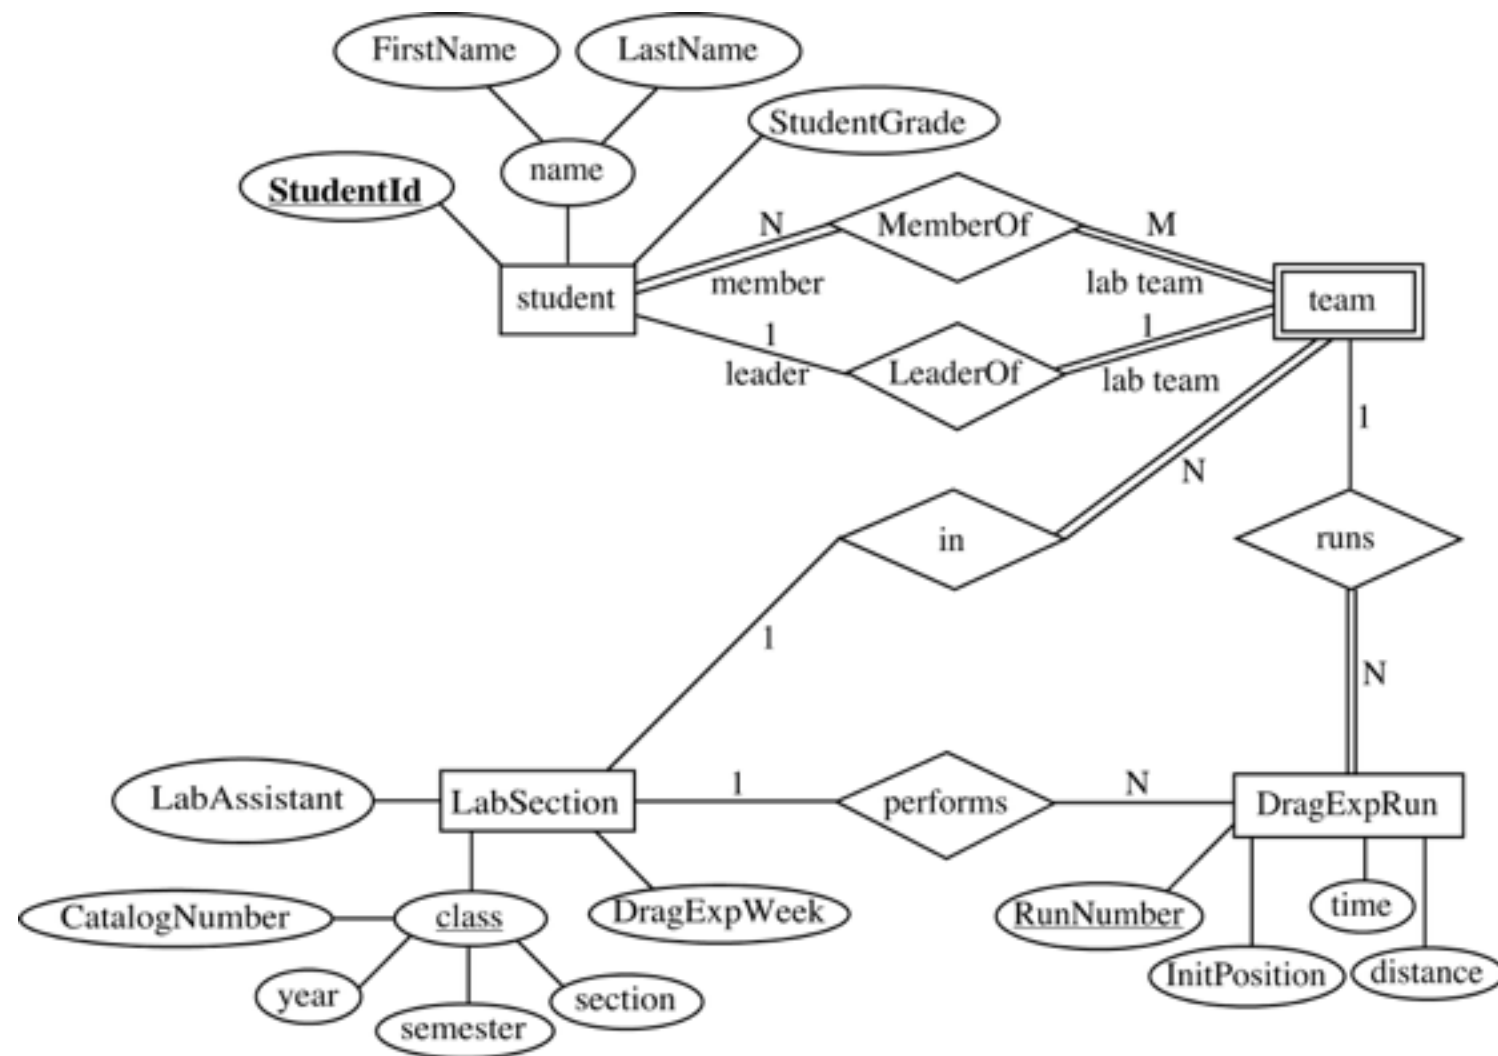 FirstName
LastName
StudentGrade
name
StudentId
N
MemberOf
M
member
lab team
student
team
1
leader
LeaderOf
1
lab team
1
N
in
runs
1
N
LabAssistant
LabSection
1
performs
N
DragExpRun
CatalogNumber
class
DragExpWeek
RunNumber
time
InitPosition
distance
year
semester
section